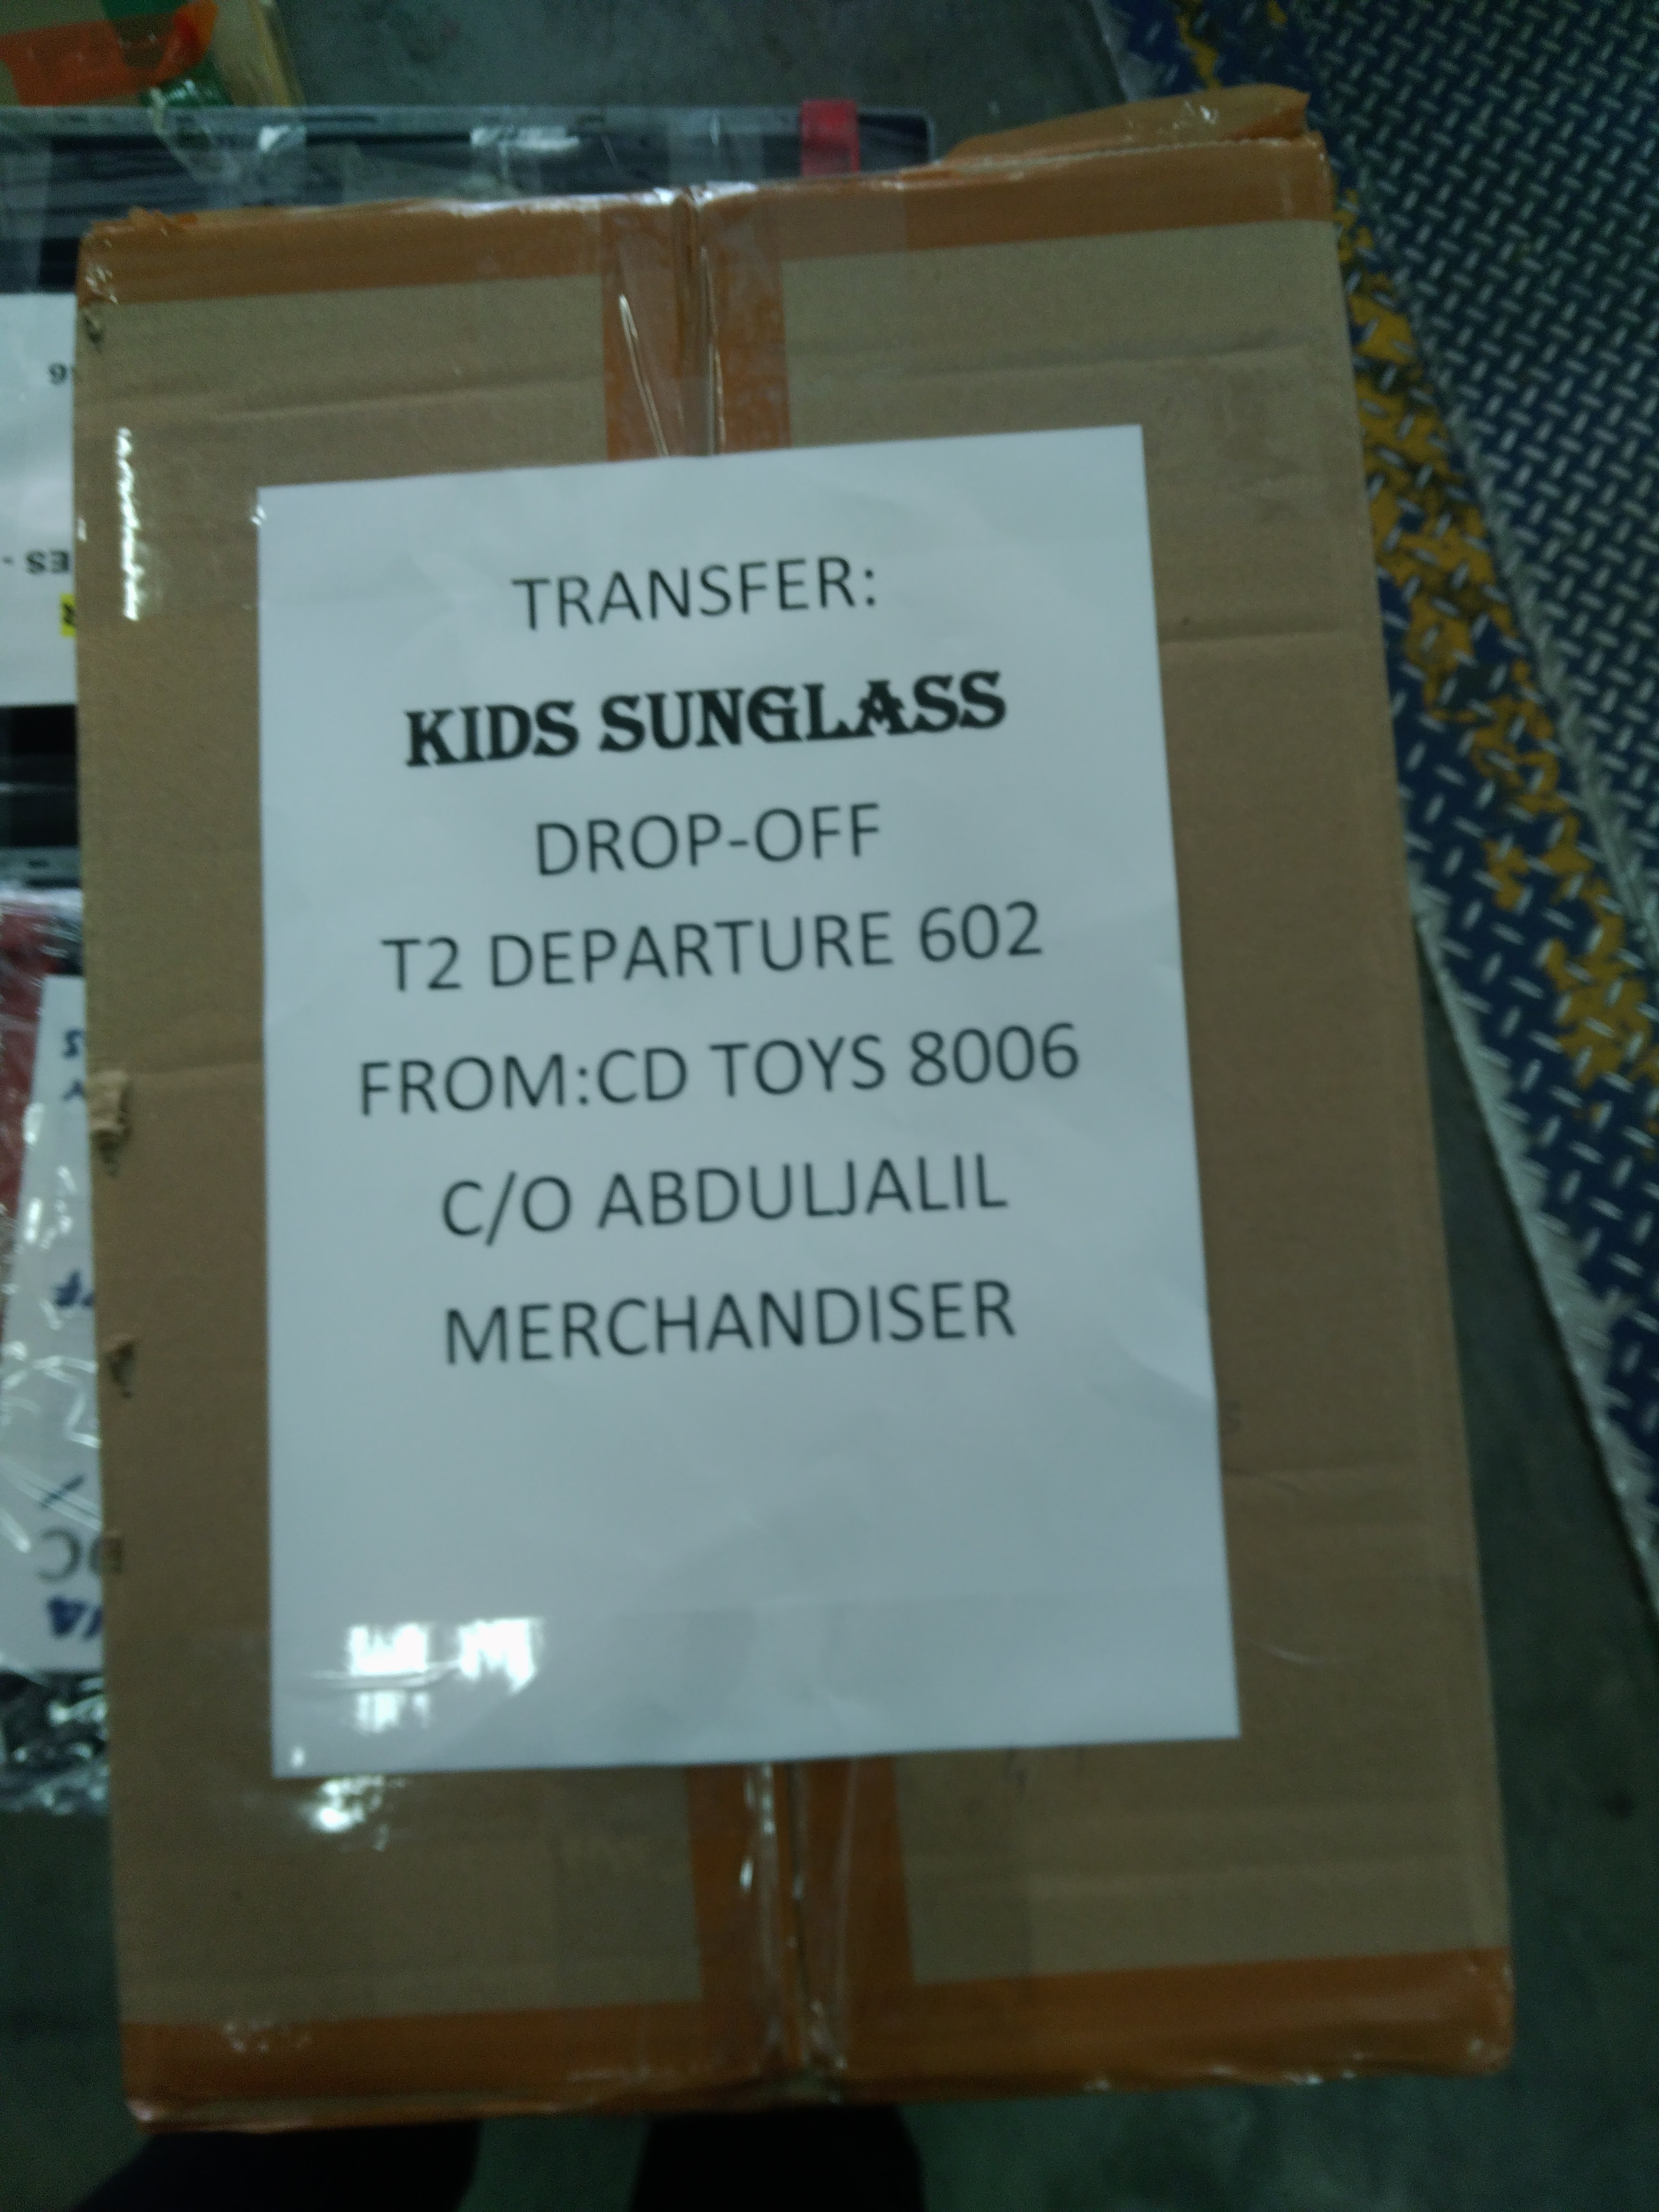 TRANSFER:
KIDS SUNGLASS
DROP-OFF
T2 DEPARTURE 602
FROM:CD TOYS 8006
C/O ABDULJALIL
MERCHANDISER